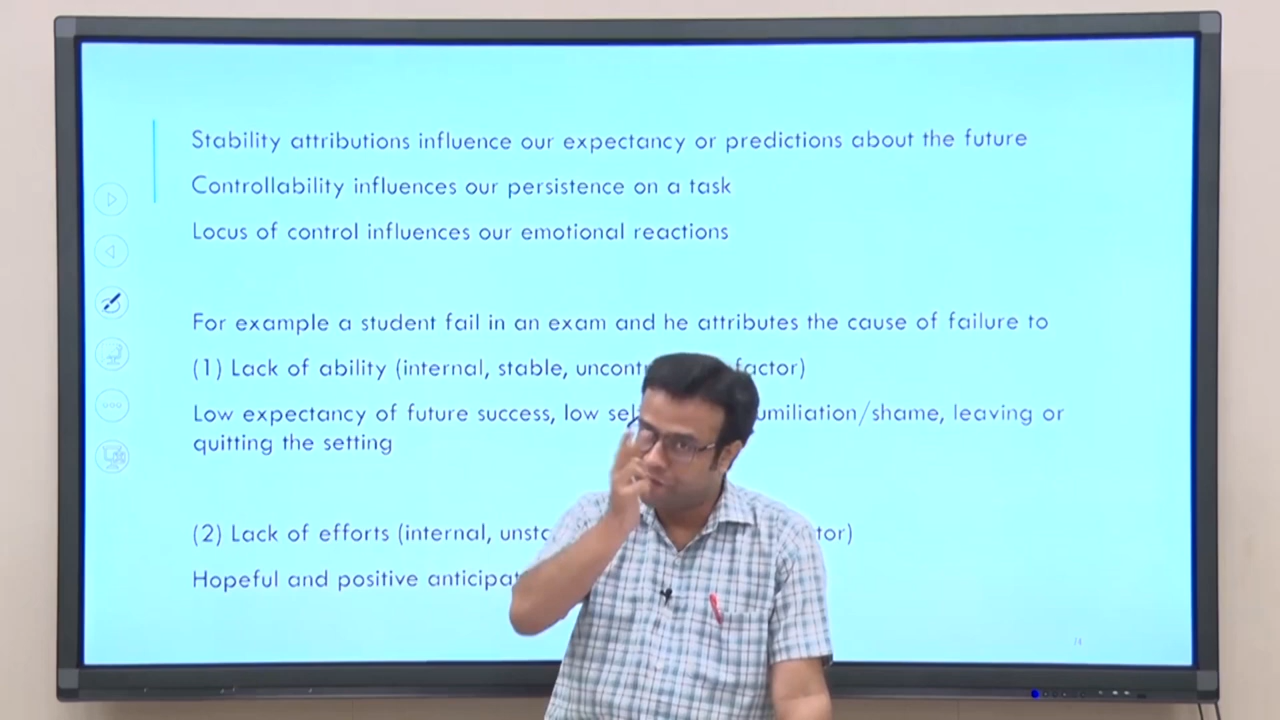 Stability attributions influence our expectancy or predictions about the future
Controllability influences our persistence on a task
Locus of control influences our emotional reactions
For example a student fail in an exam and he attributes the cause of failure to
(1) Lack of ability (internal, stable, factor)
Low expectancy of future success, low leaving or
quitting the setting
(2) Lack of efforts (internal,
Hopeful and positive